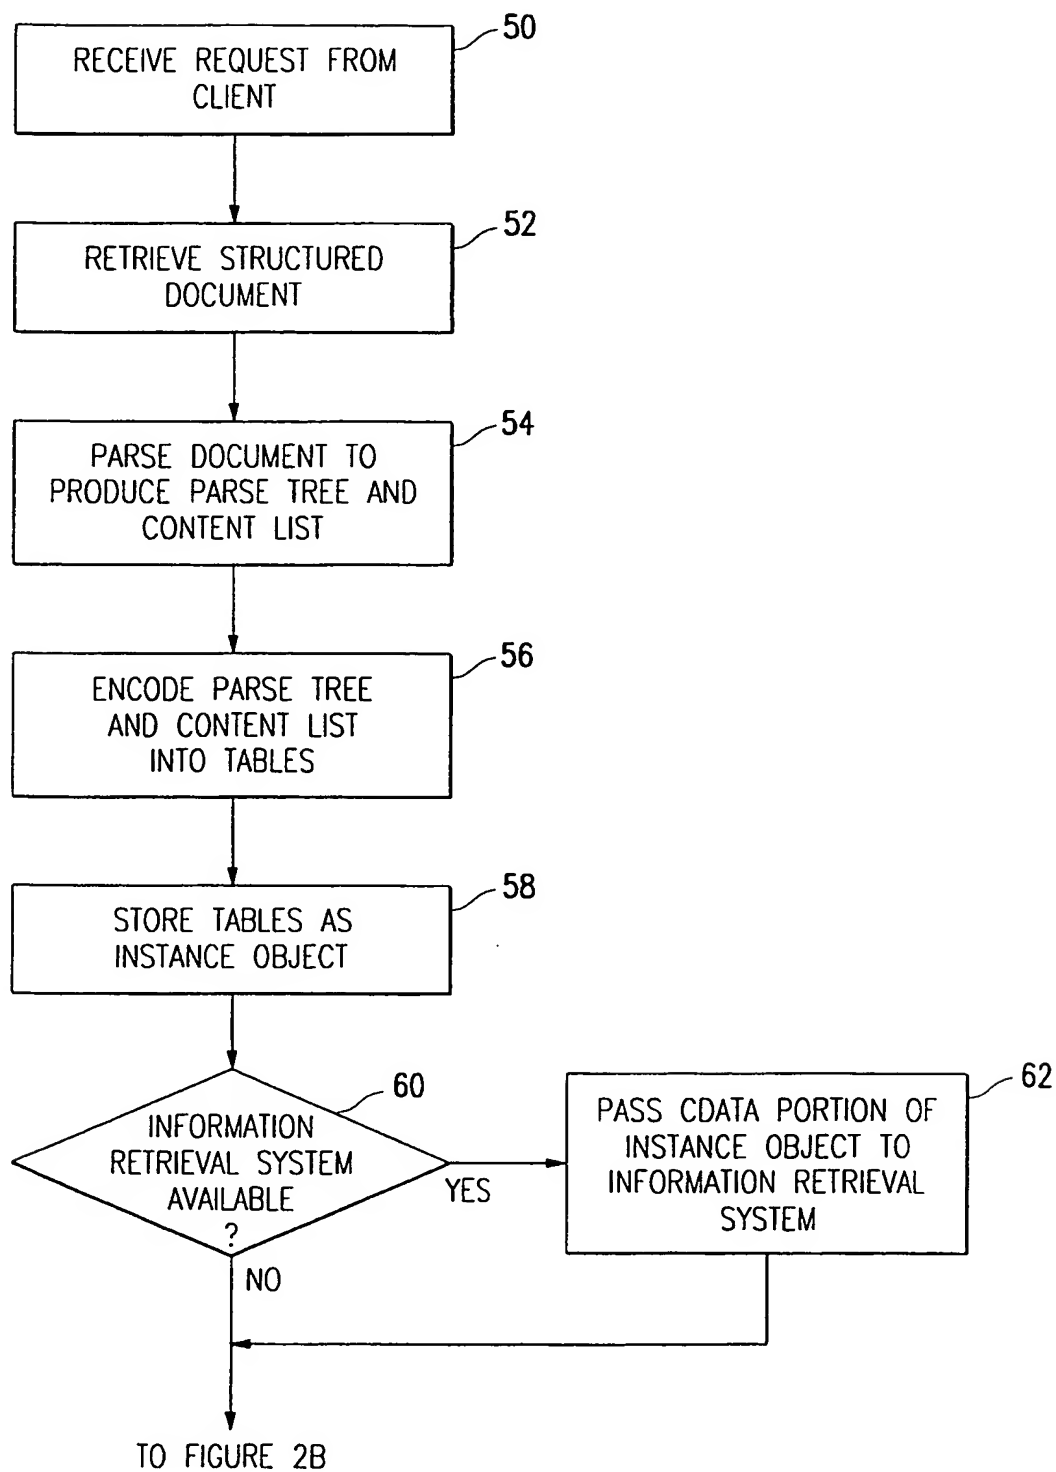 50
RECEIVE REQUEST FROM
CLIENT
52
RETRIEVE STRUCTURED
DOCUMENT
54
PARSE DOCUMENT TO
PRODUCE PARSE TREE AND
CONTENT LIST
56
ENCODE PARSE TREE
AND CONTENT LIST
INTO TABLES
58
STORE TABLES AS
INSTANCE OBJECT
60
INFORMATION
RETRIEVAL SYSTEM
AVAILABLE
?
YES
NO
62
PASS CDATA PORTION OF
INSTANCE OBJECT TO
INFORMATION RETRIEVAL
SYSTEM
TO FIGURE 2B